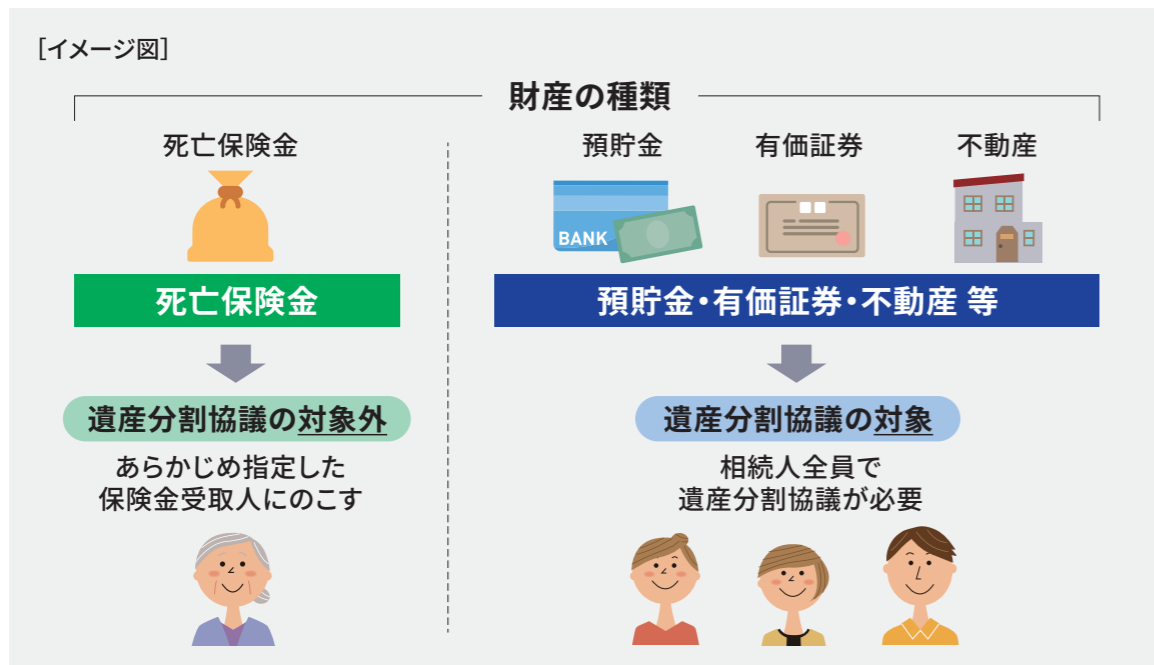 ［イメージ図］
財産の種類
死亡保険金
預貯金
有価証券
不動産
BANK
死亡保険金
預貯金・有価証券・不動産 等
遺産分割協議の対象外
あらかじめ指定した
保険金受取人にのこす
遺産分割協議の対象
相続人全員で
遺産分割協議が必要